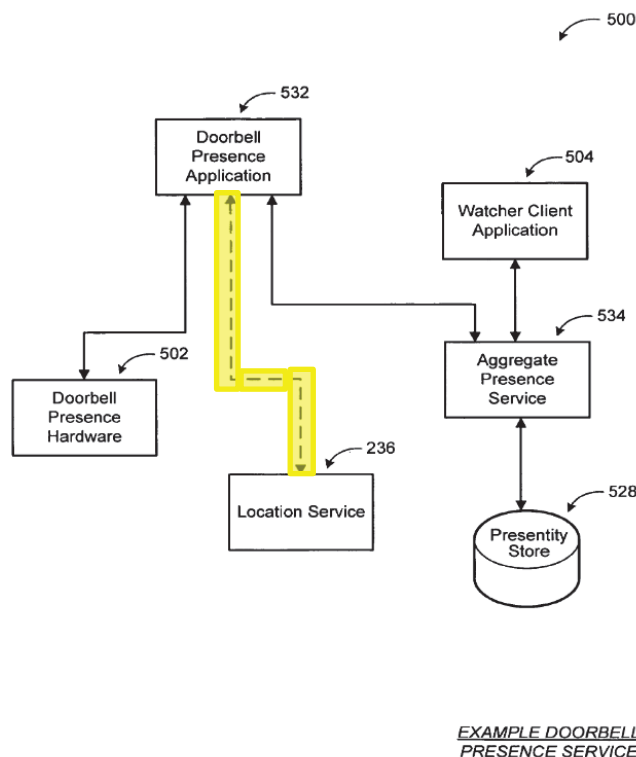 500
532
Doorbell
Presence
Application
504
Watcher Client
Application
534
Aggregate
Presence
Service
502
Doorbell
Presence
Hardware
236
Location Service
528
Presentity
Store
EXAMPLE DOORBELL
PRESENCE SERVICE